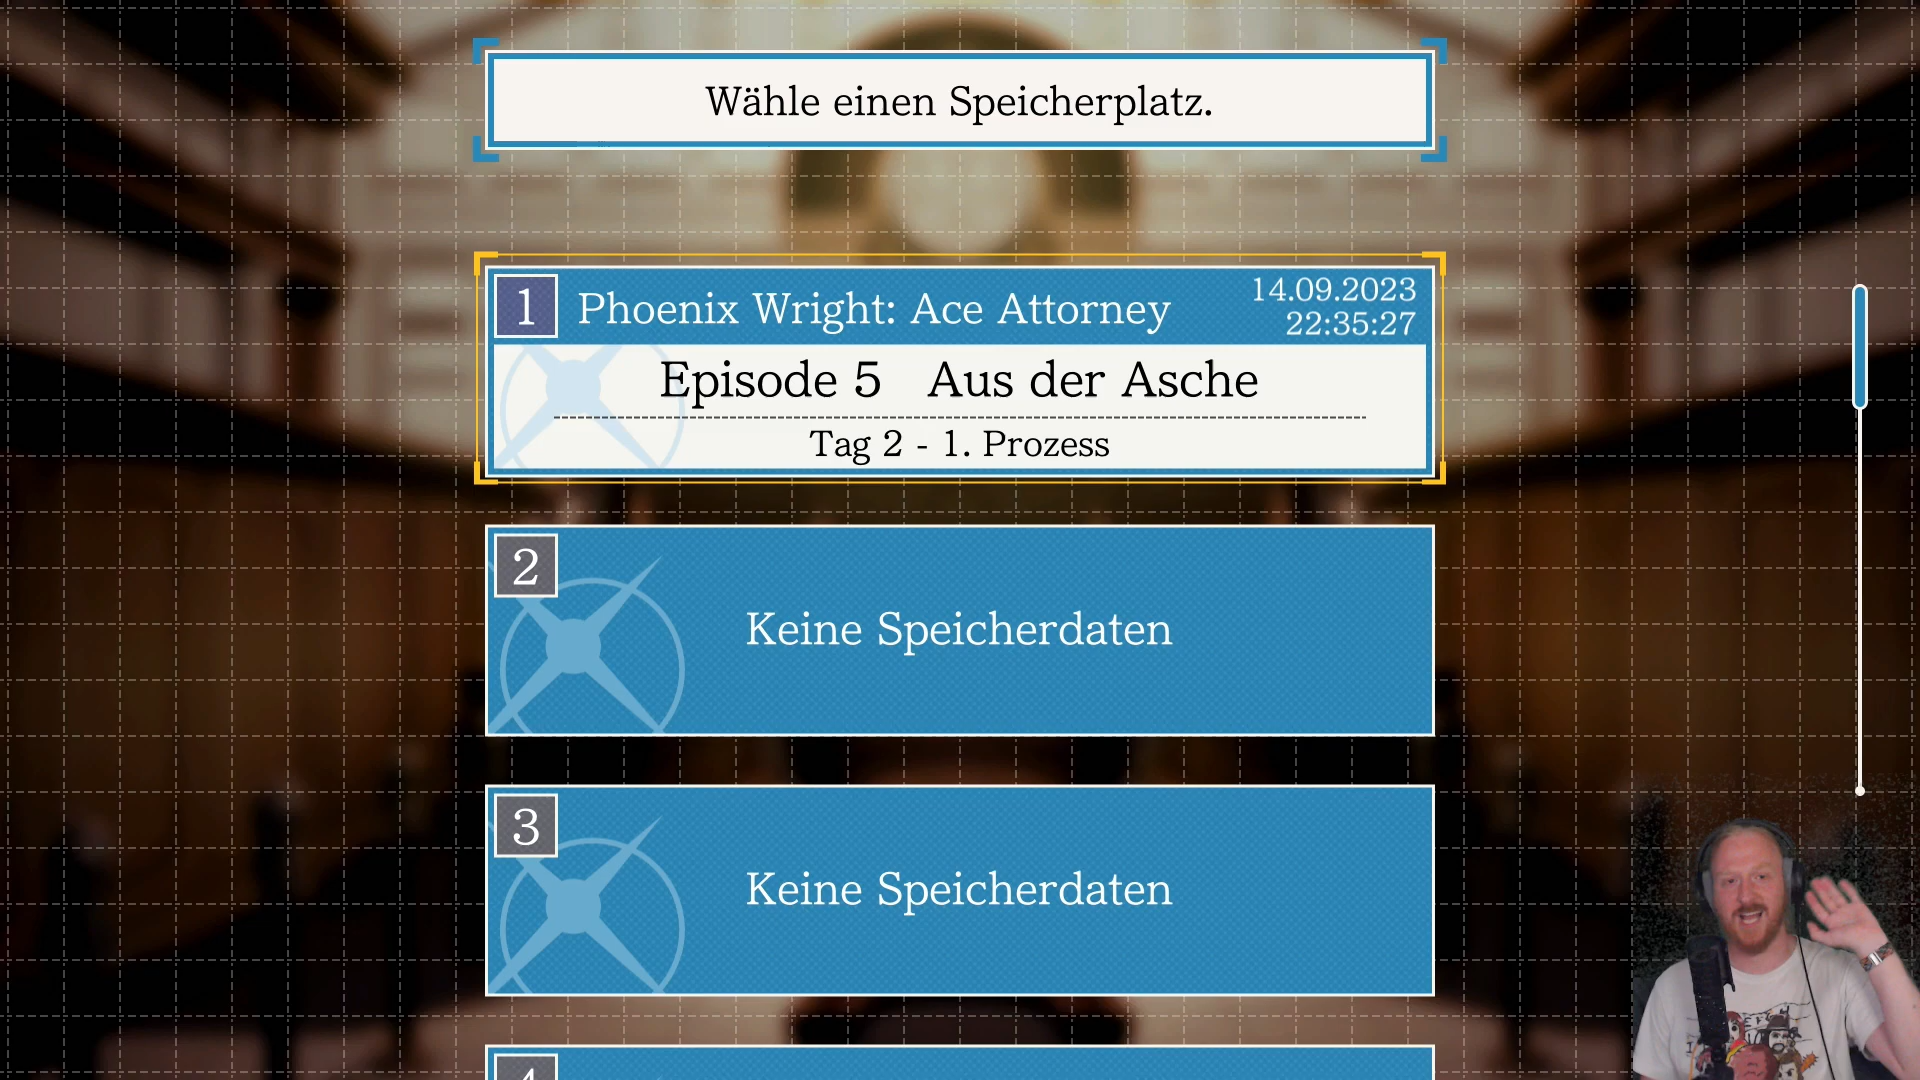 Wähle einen Speicherplatz.
1 Phoenix Wright: Ace Attorney 14.09.2023
22:35:27
Episode 5 Aus der Asche
Tag 2 - 1. Prozess
2
Keine Speicherdaten
3
Keine Speicherdaten
4